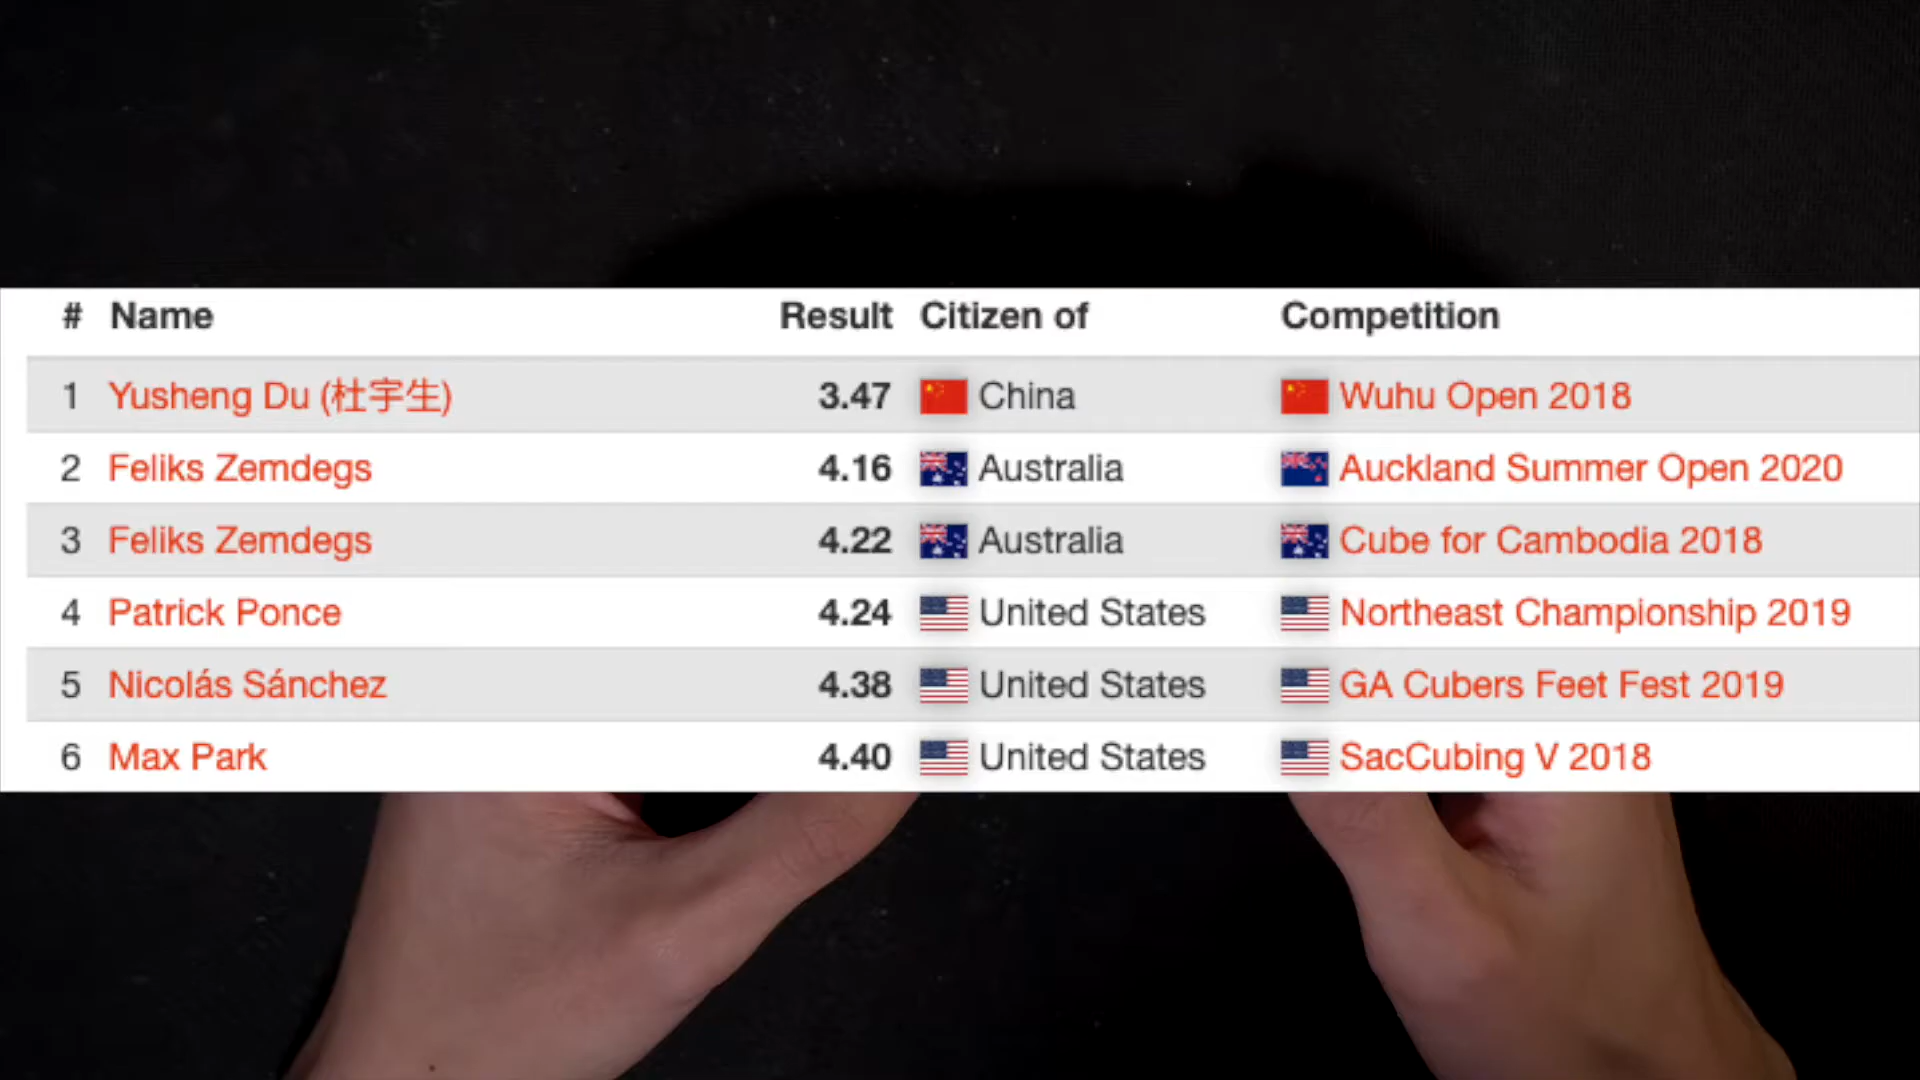 # Name Result Citizen of Competition
1 Yusheng Du (杜宇生) 3.47 China Wuhu Open 2018
2 Feliks Zemdegs 4.16 Australia Auckland Summer Open 2020
3 Feliks Zemdegs 4.22 Australia Cube for Cambodia 2018
4 Patrick Ponce 4.24 United States Northeast Championship 2019
5 Nicolás Sánchez 4.38 United States GA Cubers Feet Fest 2019
6 Max Park 4.40 United States SacCubing V 2018